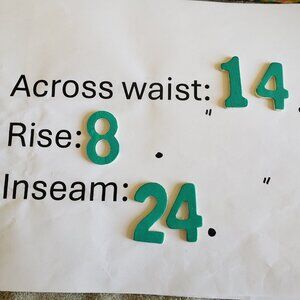 Across waist: 14.
"
Rise: 8 .
Inseam: 24. "